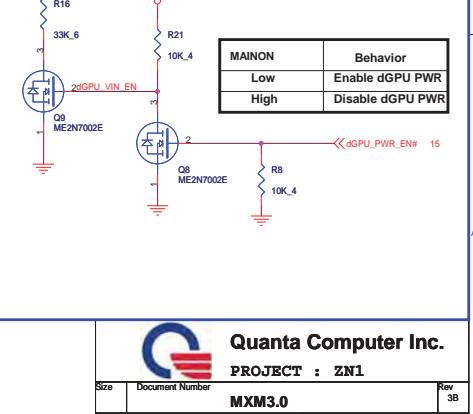 R16
33K_6
R21
10K_4
3
2
dGPU_VIN_EN
3
Q9
ME2N7002E
1
MAINON Behavior
Low Enable dGPU PWR
High Disable dGPU PWR
2
dGPU_PWR_EN# 15
Q8
ME2N7002E
1
R8
10K_4
Quanta Computer Inc.
PROJECT : ZN1
Size Document Number Rev
MXM3.0 3B